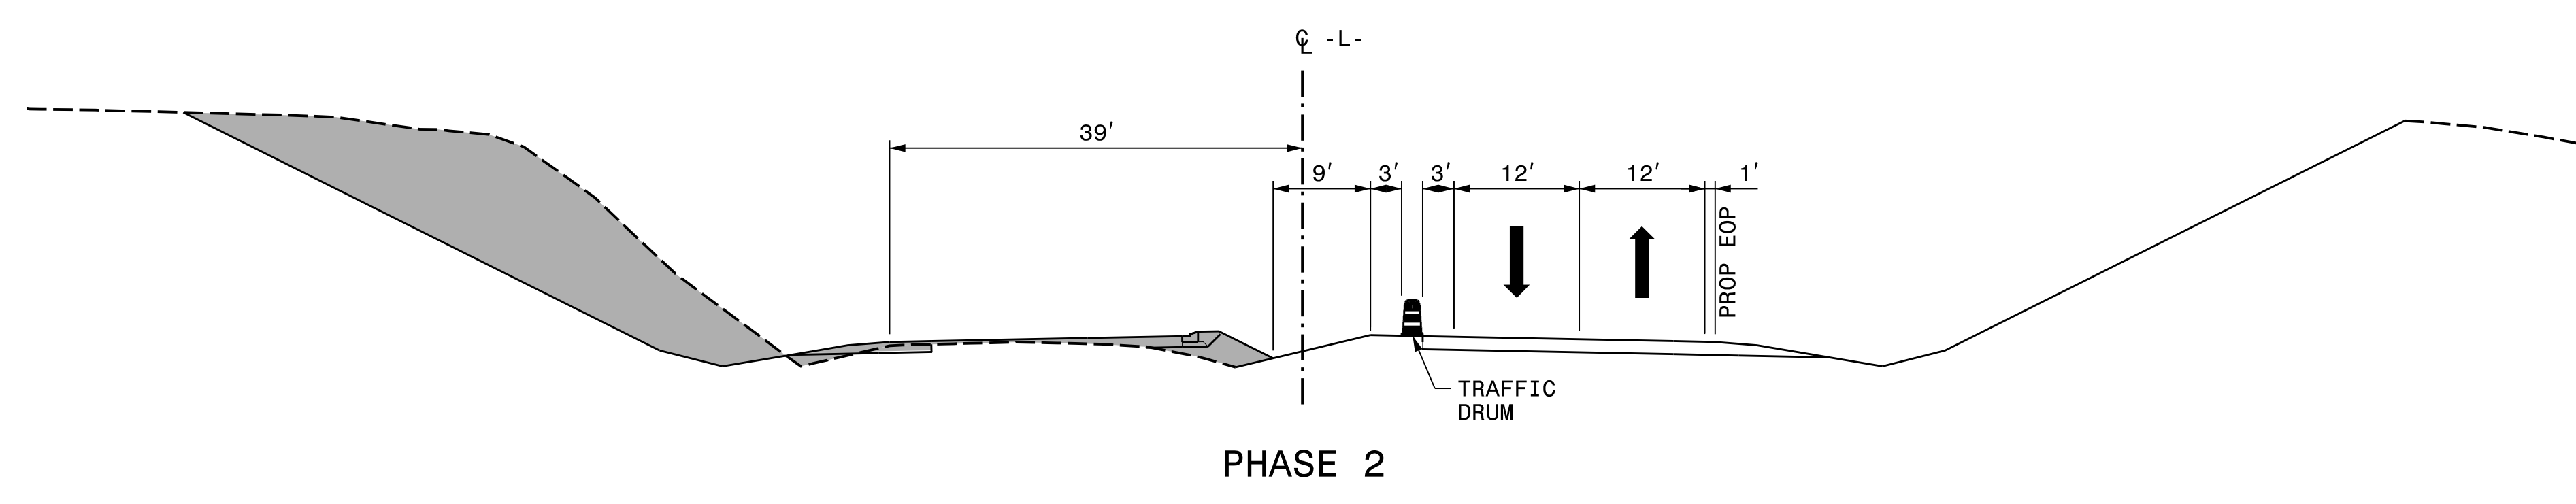 ℄ -L-
39′
9′ 3′ 3′ 12′ 12′ 1′
PROP EOP
TRAFFIC
DRUM
PHASE 2